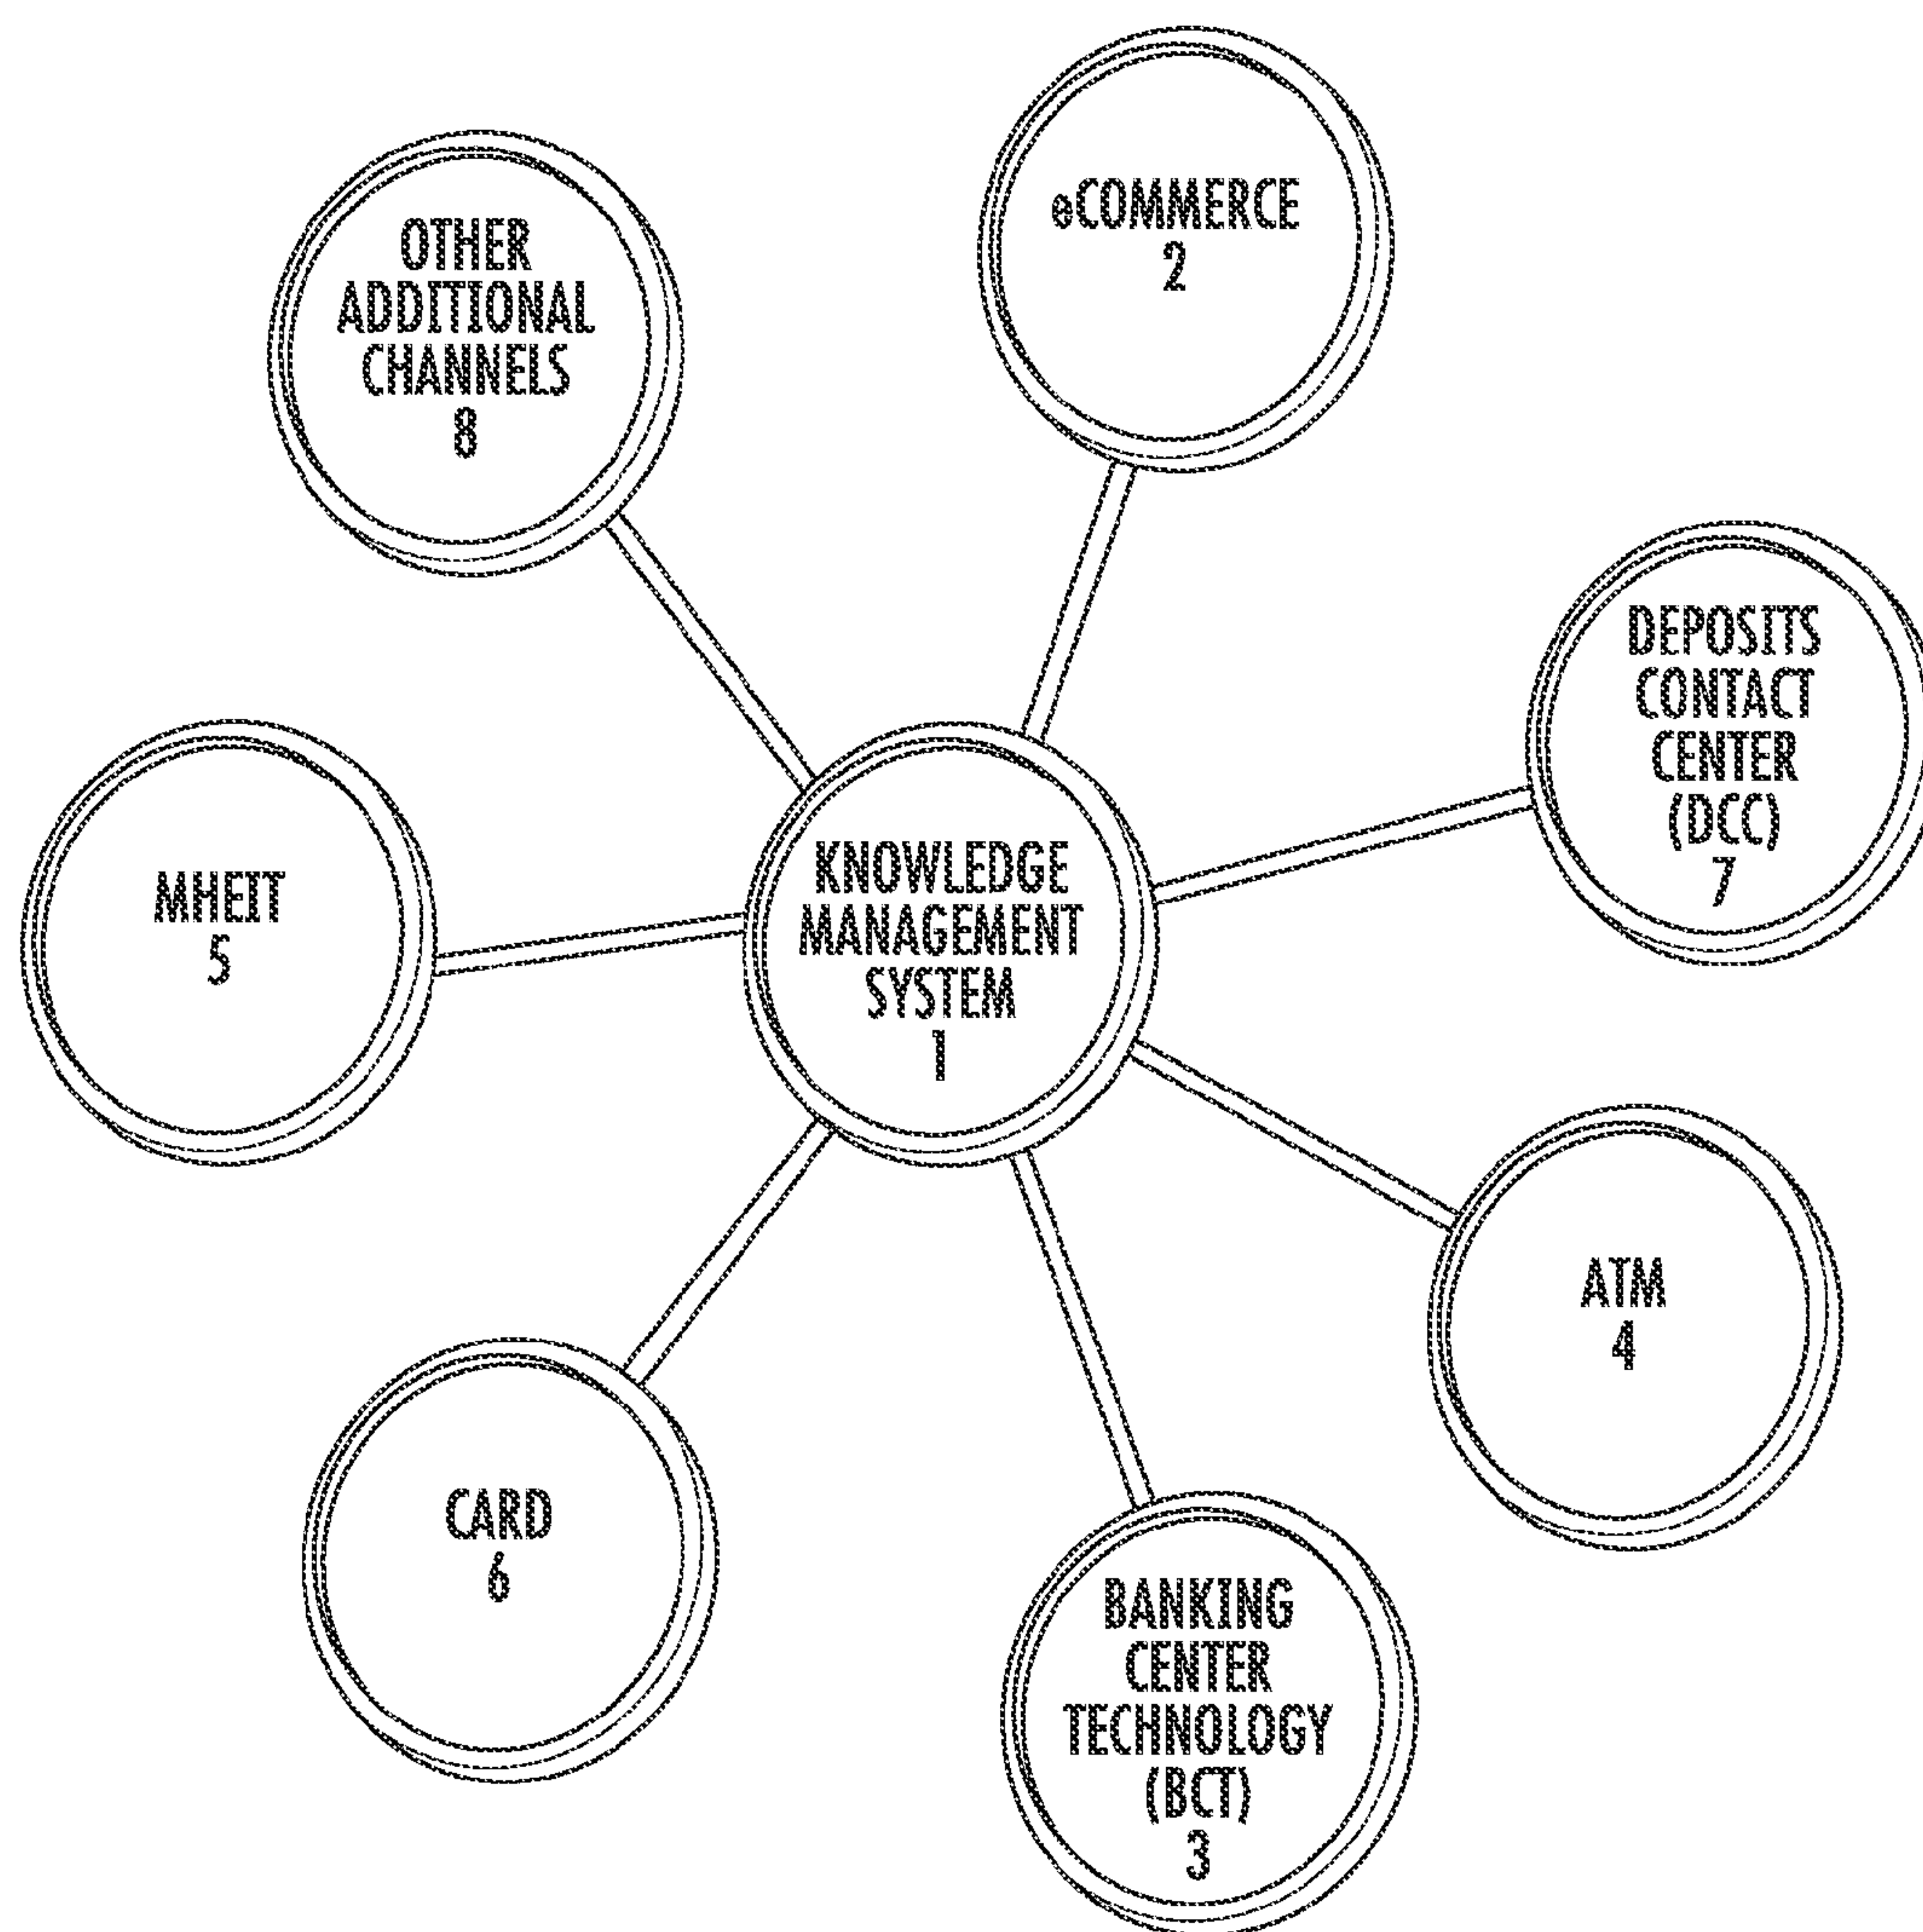 eCOMMERCE
2
OTHER
ADDITIONAL
CHANNELS
8
DEPOSITS
CONTACT
CENTER
(DCC)
7
KNOWLEDGE
MANAGEMENT
SYSTEM
1
MHEIT
5
ATM
4
CARD
6
BANKING
CENTER
TECHNOLOGY
(BCT)
3